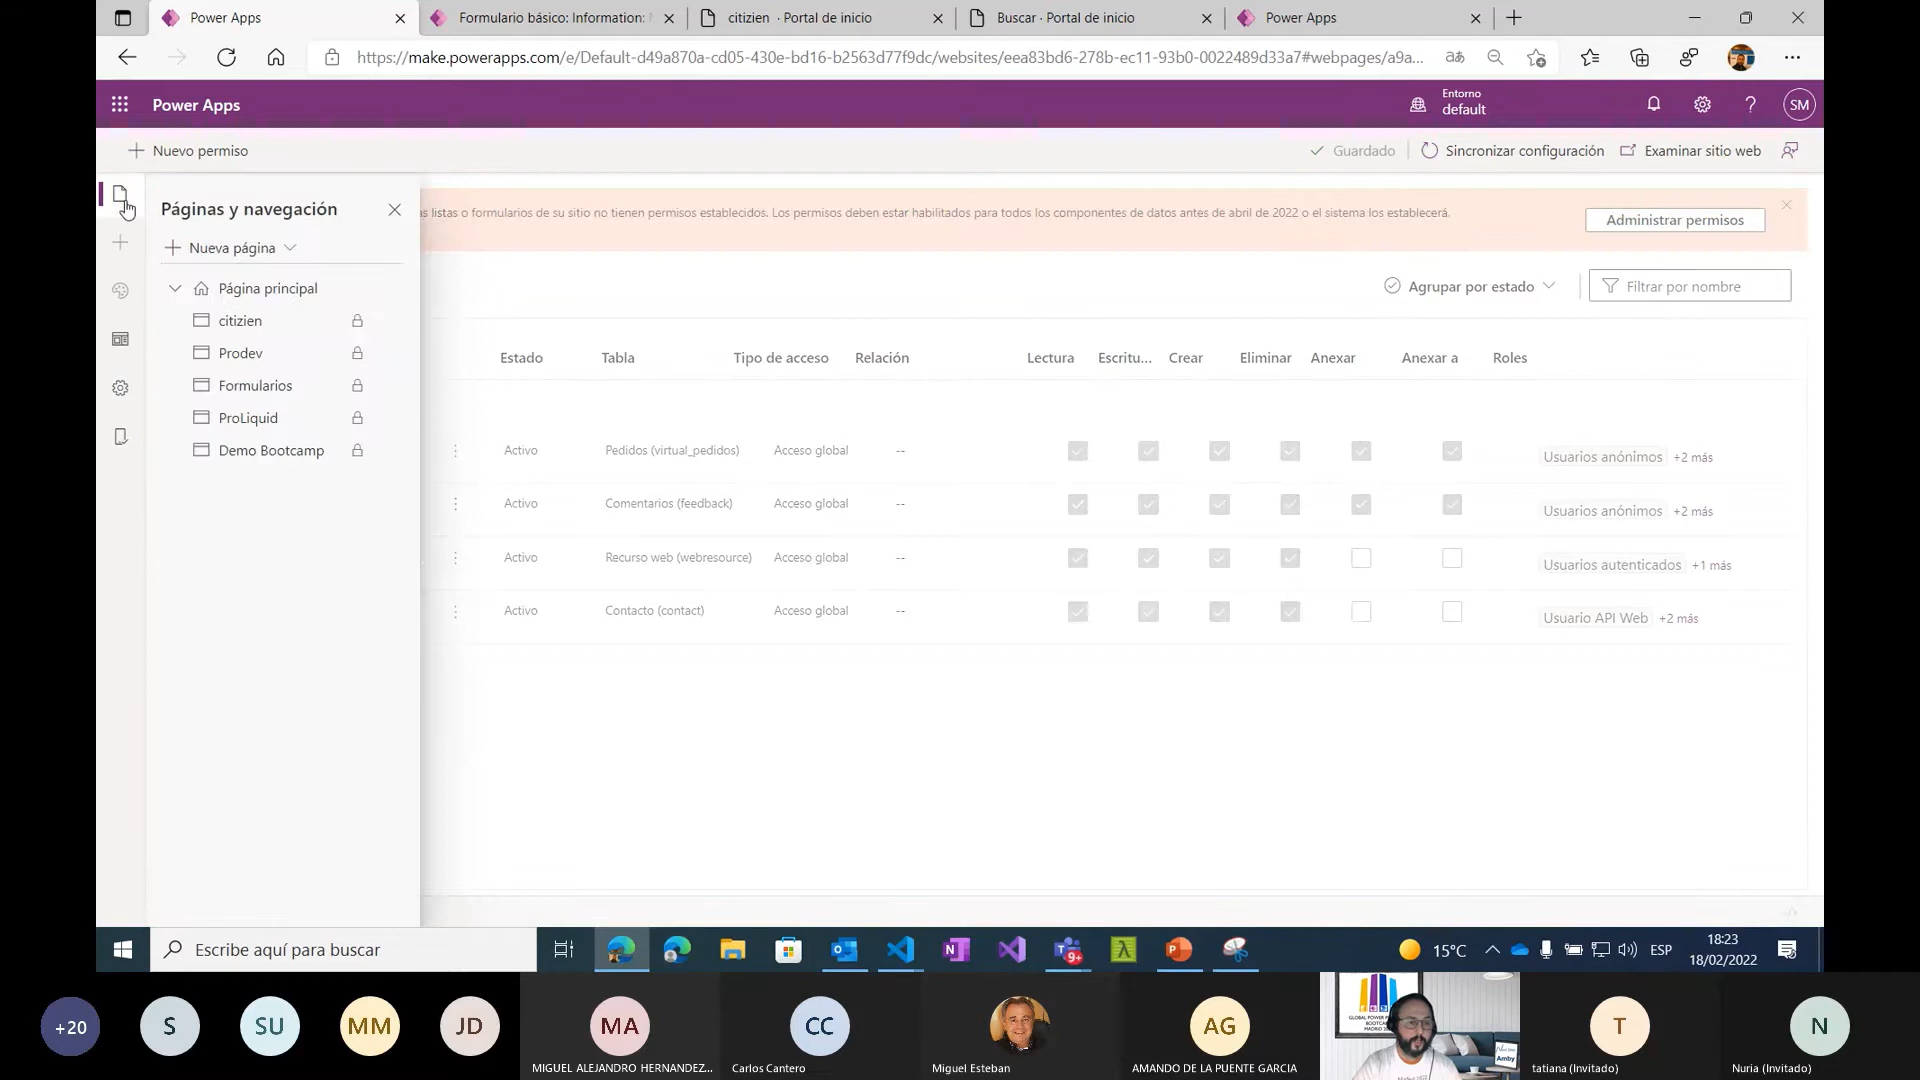 Power Apps
Formulario básico: Information:
citizien · Portal de inicio
Buscar · Portal de inicio
Power Apps
https://make.powerapps.com/e/Default-d49a870a-cd05-430e-bd16-b2563d77f9dc/websites/eea83bd6-278b-ec11-93b0-0022489d33a7#webpages/a9a...
Power Apps
Entorno
default
SM
Nuevo permiso
Guardado
Sincronizar configuración
Examinar sitio web
Páginas y navegación
listas o formularios de su sitio no tienen permisos establecidos. Los permisos deben estar habilitados para todos los componentes de datos antes de abril de 2022 o el sistema los establecerá.
Administrar permisos
Nueva página
Página principal
citizien
Prodev
Formularios
ProLiquid
Demo Bootcamp
Agrupar por estado
Filtrar por nombre
Estado Tabla Tipo de acceso Relación Lectura Escritu... Crear Eliminar Anexar Anexar a Roles
Activo Pedidos (virtual_pedidos) Acceso global -- Usuarios anónimos +2 más
Activo Comentarios (feedback) Acceso global -- Usuarios anónimos +2 más
Activo Recurso web (webresource) Acceso global -- Usuarios autenticados +1 más
Activo Contacto (contact) Acceso global -- Usuario API Web +2 más
Escribe aquí para buscar
9+
15°C
ESP
18:23
18/02/2022
+20
S
SU
MM
JD
MA
CC
AG
T
N
MIGUEL ALEJANDRO HERNANDEZ...
Carlos Cantero
Miguel Esteban
AMANDO DE LA PUENTE GARCIA
tatiana (Invitado)
Nuria (Invitado)